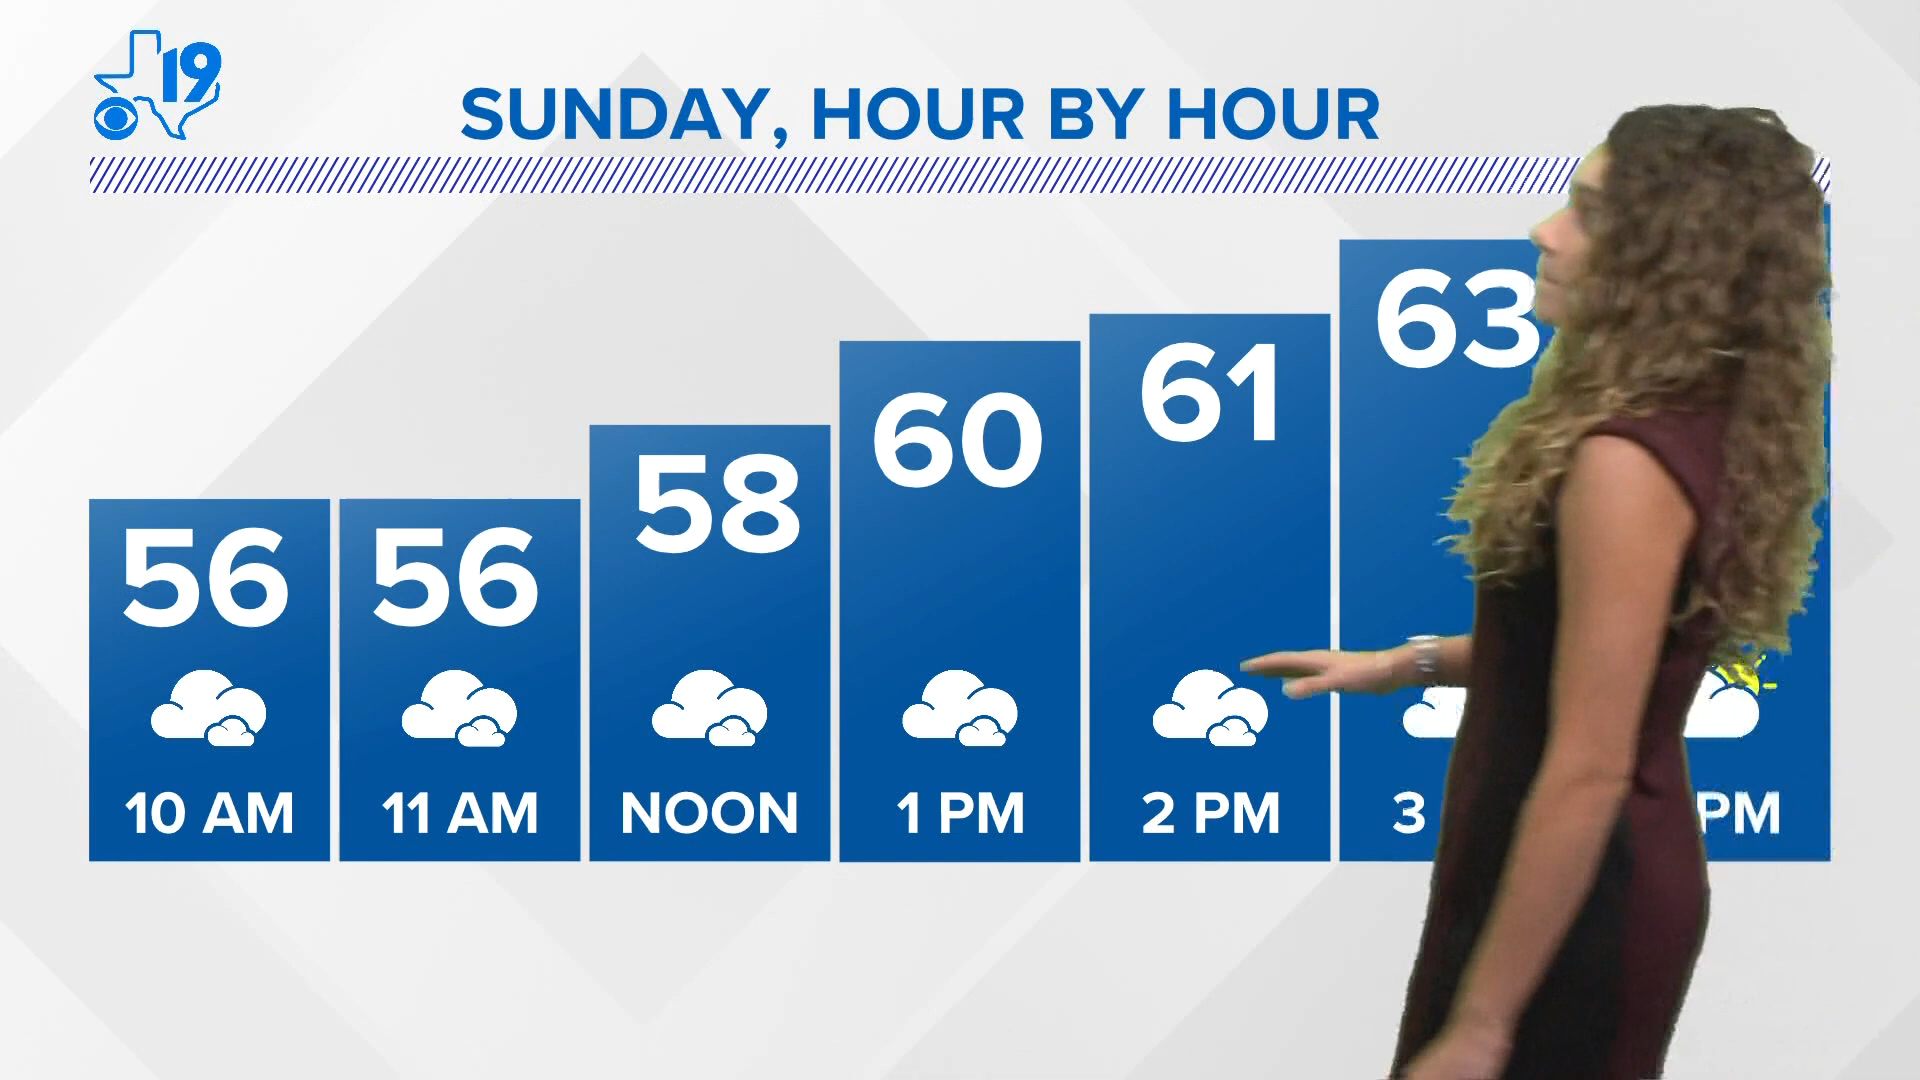 19
SUNDAY, HOUR BY HOUR
56 56 58 60 61 63
10 AM 11 AM NOON 1 PM 2 PM 3 PM